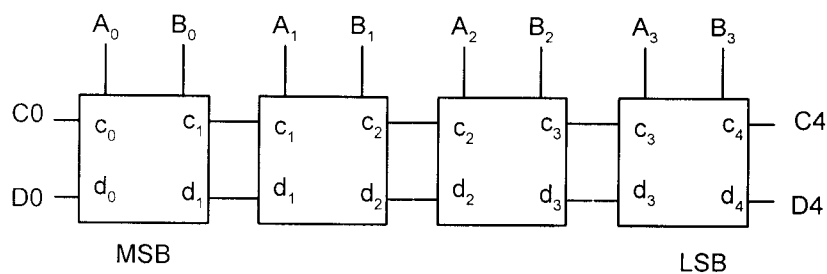 A₀ B₀ A₁ B₁ A₂ B₂ A₃ B₃
C0 c₀ c₁ c₁ c₂ c₂ c₃ c₃ c₄ C4
D0 d₀ d₁ d₁ d₂ d₂ d₃ d₃ d₄ D4
MSB LSB